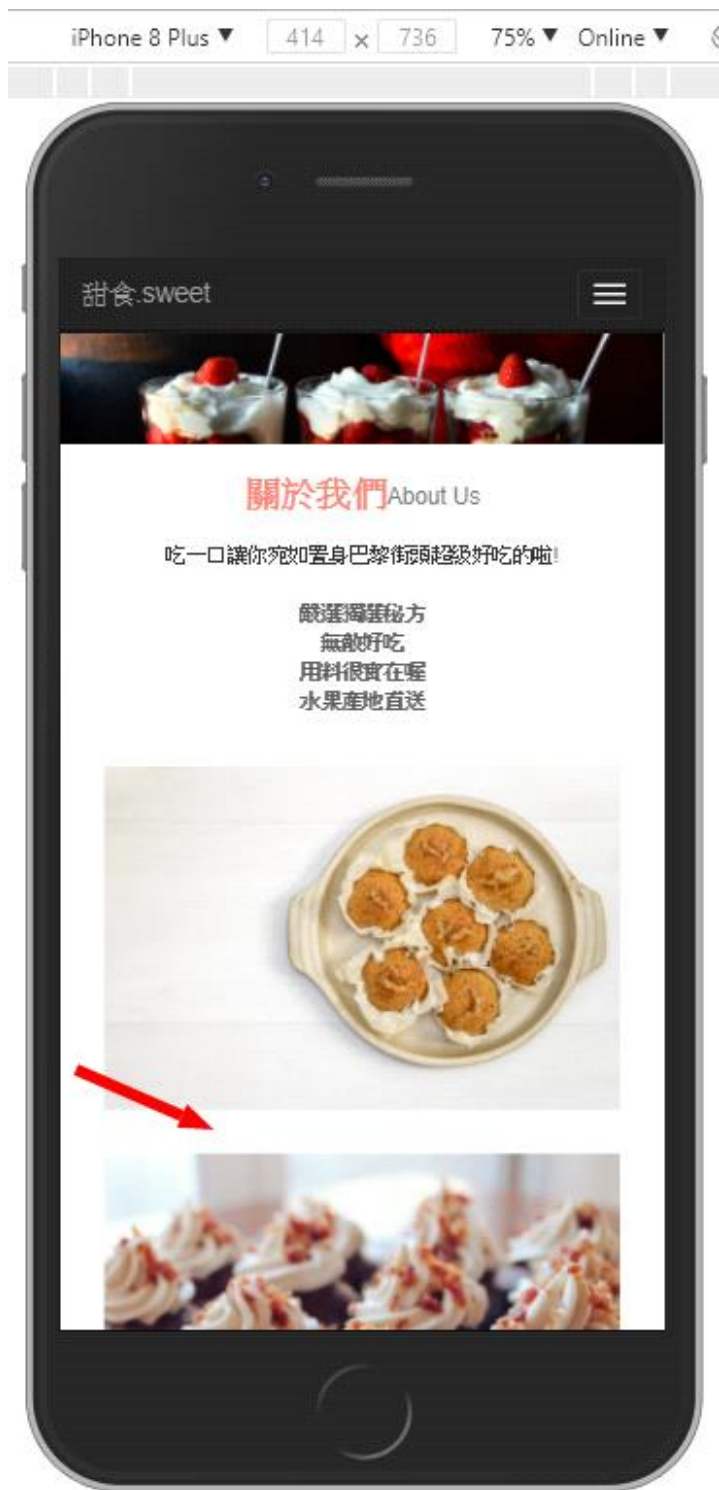 iPhone 8 Plus ▼ 414 x 736 75% ▼ Online ▼
甜食.sweet
關於我們About Us
吃一口讓你宛如置身巴黎街頭超級好吃的啦!
嚴選獨選秘方
無敵好吃
用料很實在喔
水果產地直送